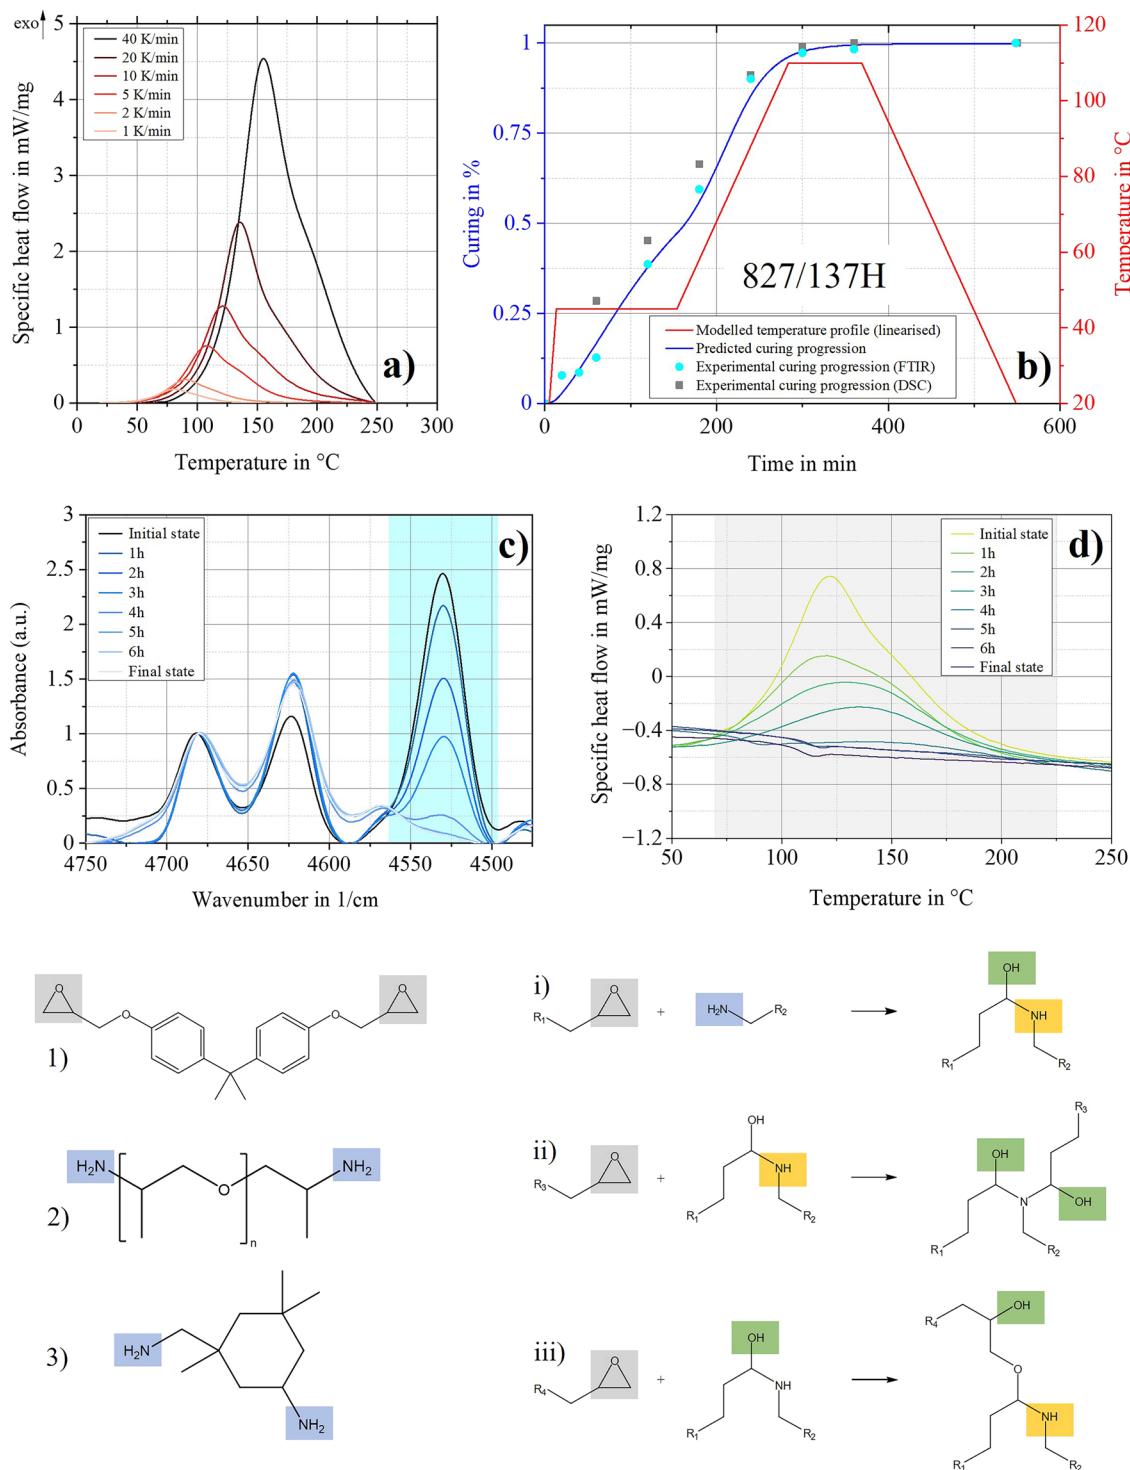 exo
5
4
3
2
1
0
Specific heat flow in mW/mg
40 K/min
20 K/min
10 K/min
5 K/min
2 K/min
1 K/min
a)
0 50 100 150 200 250 300
Temperature in °C
1
0.75
0.5
0.25
0
Curing in %
120
100
80
60
40
20
Temperature in °C
827/137H
Modelled temperature profile (linearised)
Predicted curing progression
Experimental curing progression (FTIR)
Experimental curing progression (DSC)
b)
0 200 400 600
Time in min
3
2.5
2
1.5
1
0.5
0
Absorbance (a.u.)
Initial state
1h
2h
3h
4h
5h
6h
Final state
c)
4750 4700 4650 4600 4550 4500
Wavenumber in 1/cm
1.2
0.8
0.4
0
−0.4
−0.8
−1.2
Specific heat flow in mW/mg
Initial state
1h
2h
3h
4h
5h
6h
Final state
d)
50 100 150 200 250
Temperature in °C
O O
O O
1)
H2N NH2
O
n
2)
H2N
NH2
3)
i)
O
R1
+
H2N
R2
OH
NH
R1
R2
ii)
O
R3
+
OH
NH
R1
R2
R3
OH
OH
N
R1
R2
iii)
O
R4
+
OH
NH
R1
R2
OH
R4
O
NH
R1
R2